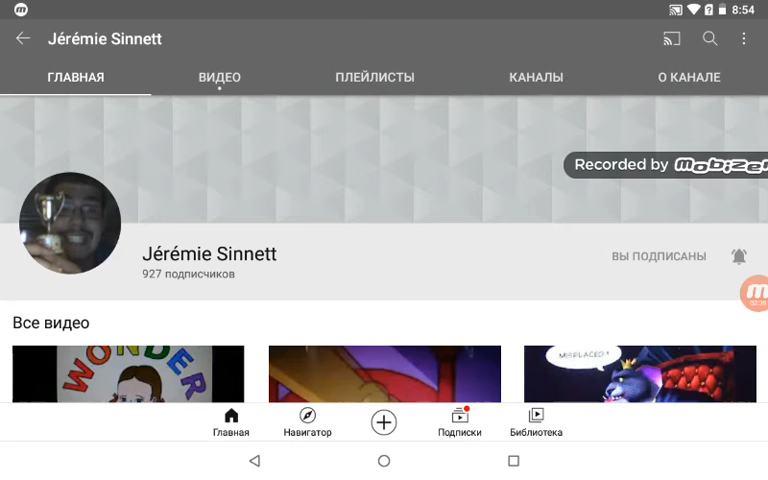 8:54
Jérémie Sinnett
ГЛАВНАЯ ВИДЕО ПЛЕЙЛИСТЫ КАНАЛЫ О КАНАЛЕ
Recorded by mobizen
Jérémie Sinnett
927 подписчиков
ВЫ ПОДПИСАНЫ
Все видео
WONDER
MISPLACED?
Главная Навигатор Подписки Библиотека